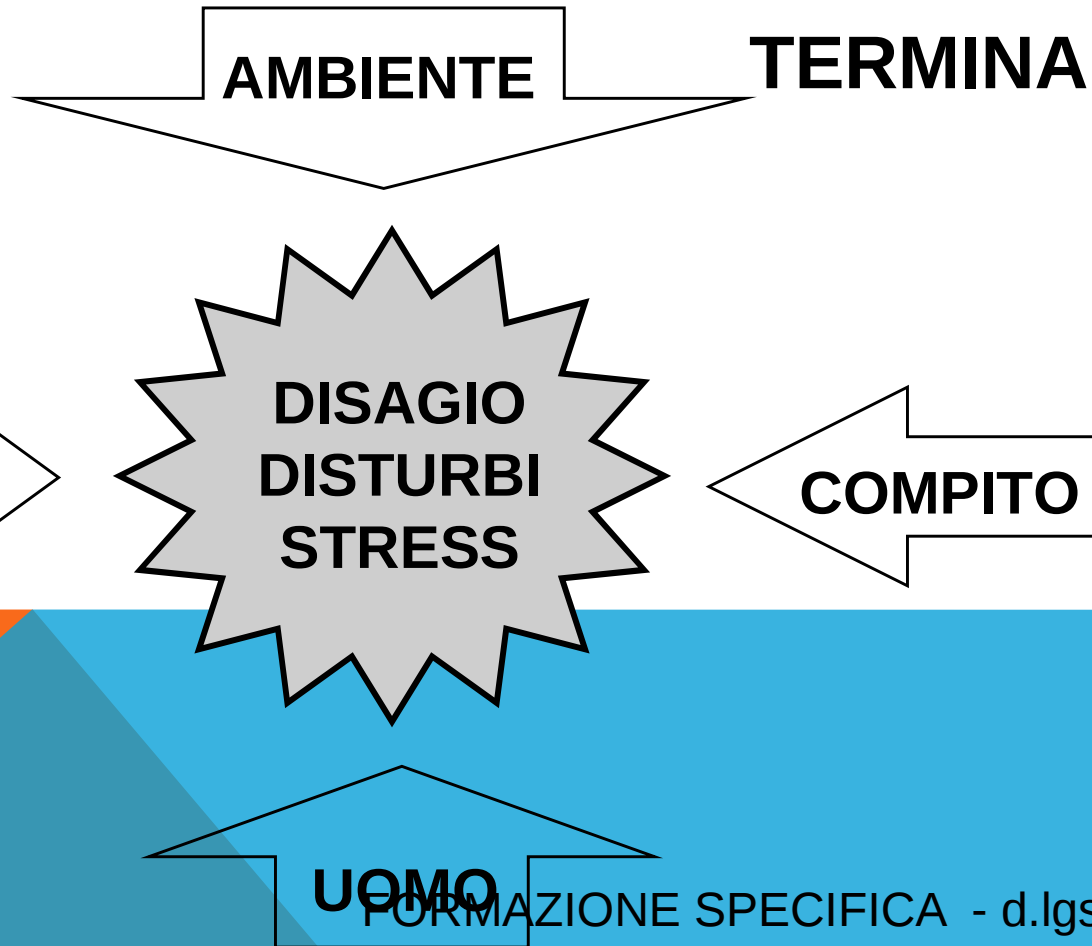 TERMINA
AMBIENTE
DISAGIO
DISTURBI
STRESS
COMPITO
UOMO
FORMAZIONE SPECIFICA - d.lgs